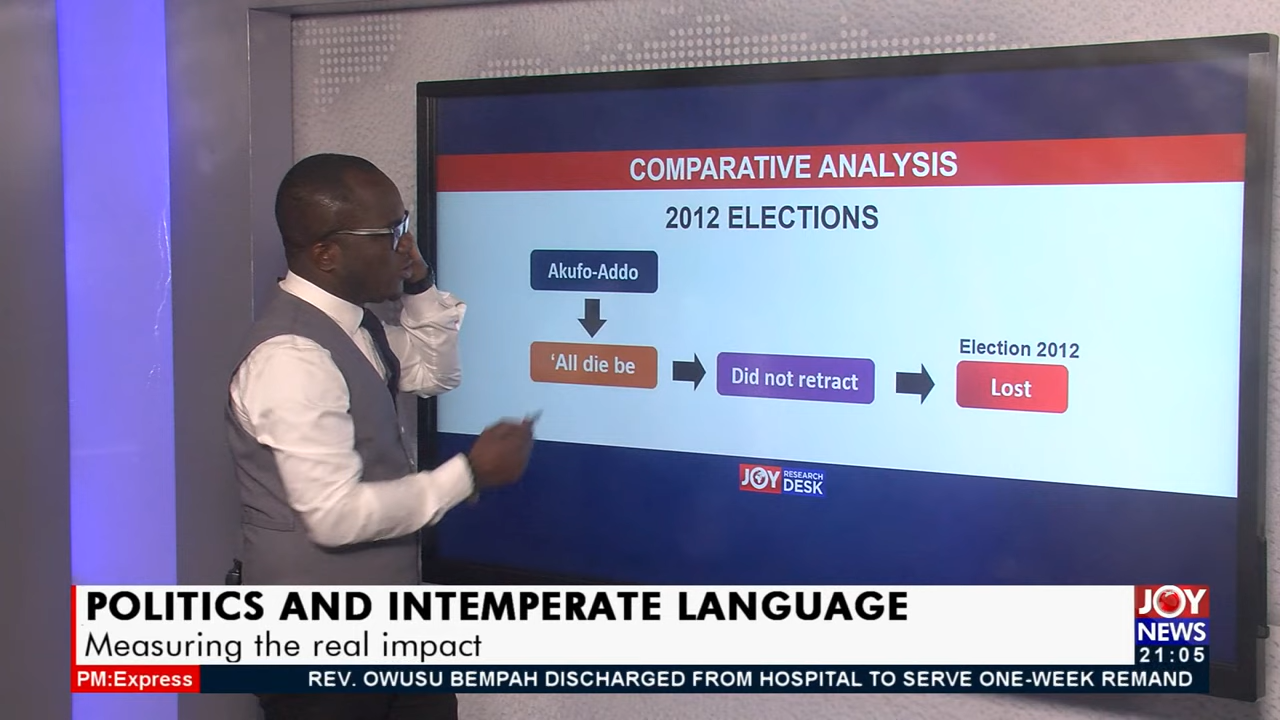 COMPARATIVE ANALYSIS
2012 ELECTIONS
Akufo-Addo
‘All die be
Did not retract
Election 2012
Lost
JOY RESEARCH DESK
POLITICS AND INTEMPERATE LANGUAGE
Measuring the real impact
JOY
NEWS
21:05
PM:Express
REV. OWUSU BEMPAH DISCHARGED FROM HOSPITAL TO SERVE ONE-WEEK REMAND